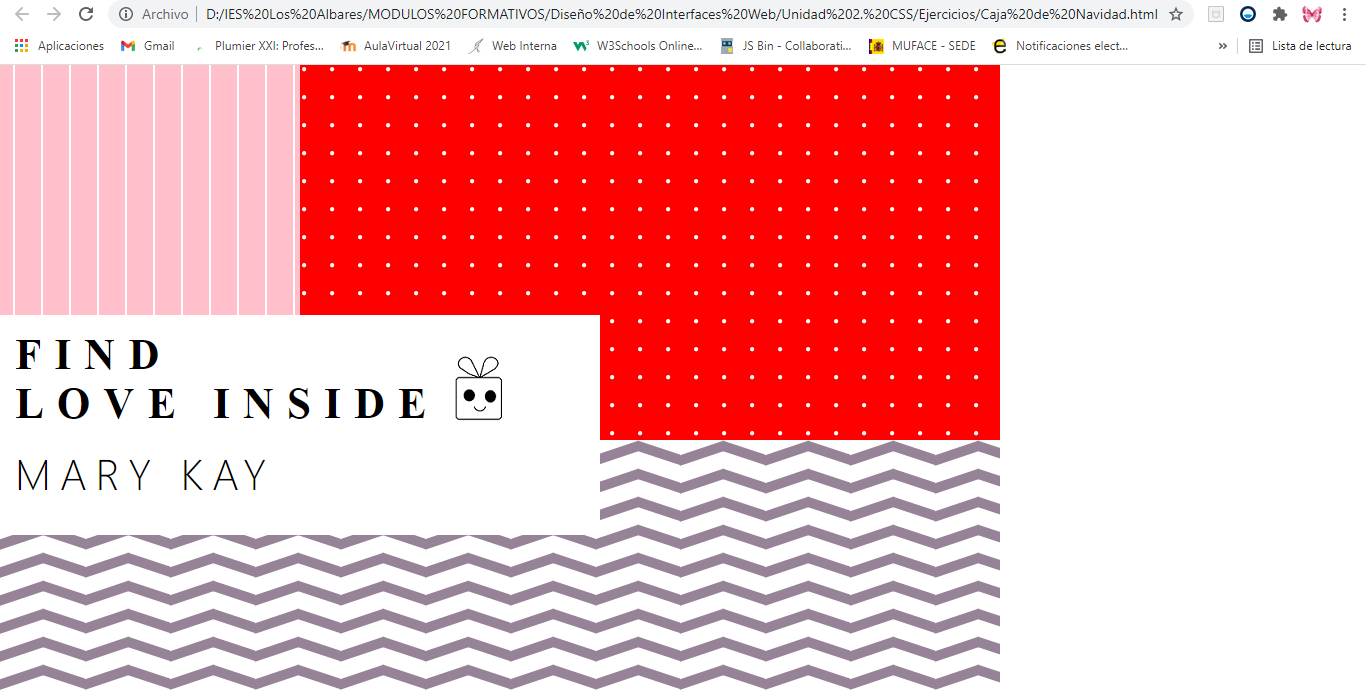 Archivo D:/IES%20Los%20Albares/MODULOS%20FORMATIVOS/Diseño%20de%20Interfaces%20Web/Unidad%202.%20CSS/Ejercicios/Caja%20de%20Navidad.html
Aplicaciones Gmail Plumier XXI: Profes... AulaVirtual 2021 Web Interna W3Schools Online... JS Bin - Collaborati... MUFACE - SEDE Notificaciones elect... » Lista de lectura
FIND
LOVE INSIDE
MARY KAY